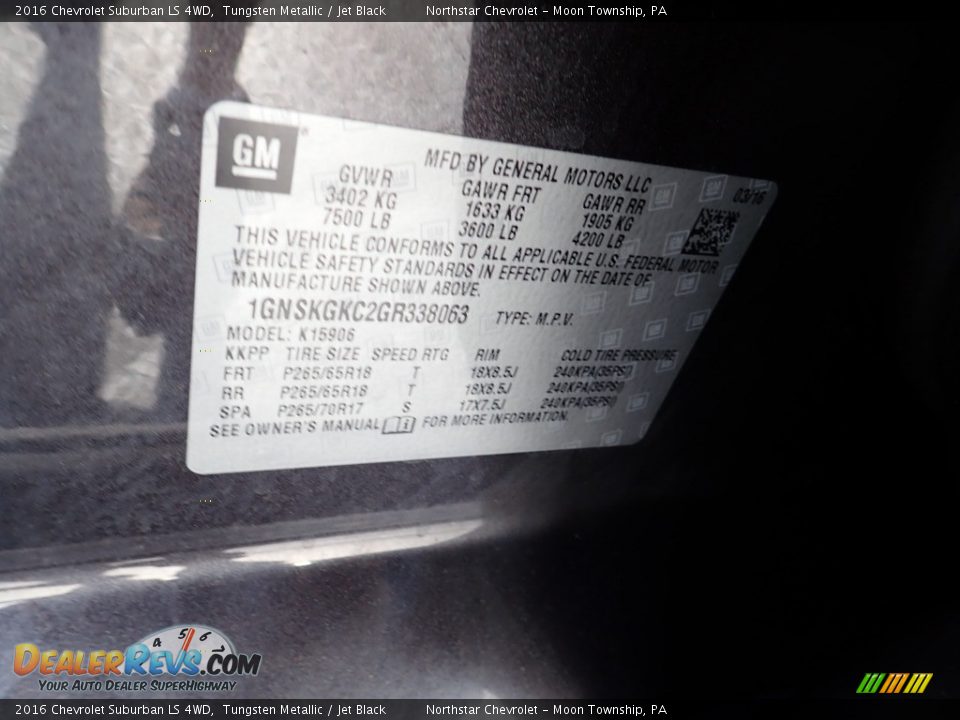 2016 Chevrolet Suburban LS 4WD, Tungsten Metallic / Jet Black Northstar Chevrolet - Moon Township, PA
GM
MFD BY GENERAL MOTORS LLC
03/16
GVWR GAWR FRT GAWR RR
3402 KG 1633 KG 1905 KG
7500 LB 3600 LB 4200 LB
THIS VEHICLE CONFORMS TO ALL APPLICABLE U.S. FEDERAL MOTOR
VEHICLE SAFETY STANDARDS IN EFFECT ON THE DATE OF
MANUFACTURE SHOWN ABOVE.
1GNSKGKC2GR338063 TYPE: M.P.V.
MODEL: K15906
KKPP TIRE SIZE SPEED RTG RIM COLD TIRE PRESSURE
FRT P265/65R18 T 18X8.5J 240KPA(35PSI)
RR P265/65R18 T 18X8.5J 240KPA(35PSI)
SPA P265/70R17 S 17X7.5J 240KPA(35PSI)
SEE OWNER'S MANUAL FOR MORE INFORMATION.
4 5 6
DealerRevs.com
Your Auto Dealer SuperHighway
2016 Chevrolet Suburban LS 4WD, Tungsten Metallic / Jet Black Northstar Chevrolet - Moon Township, PA